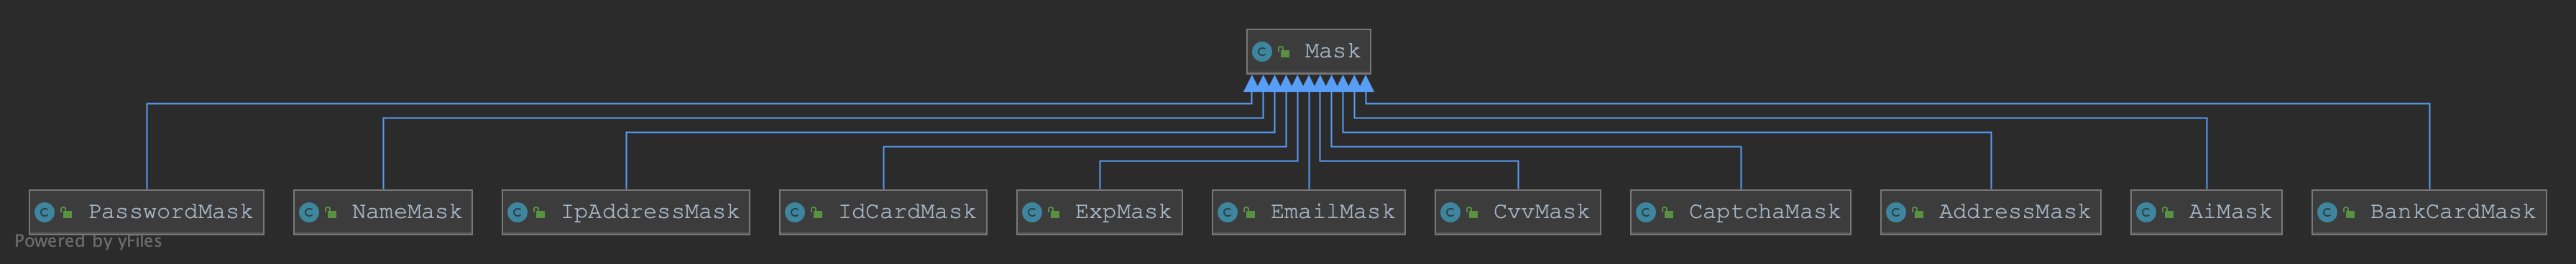 Mask
PasswordMask NameMask IpAddressMask IdCardMask ExpMask EmailMask CvvMask CaptchaMask AddressMask AiMask BankCardMask
Powered by yFiles